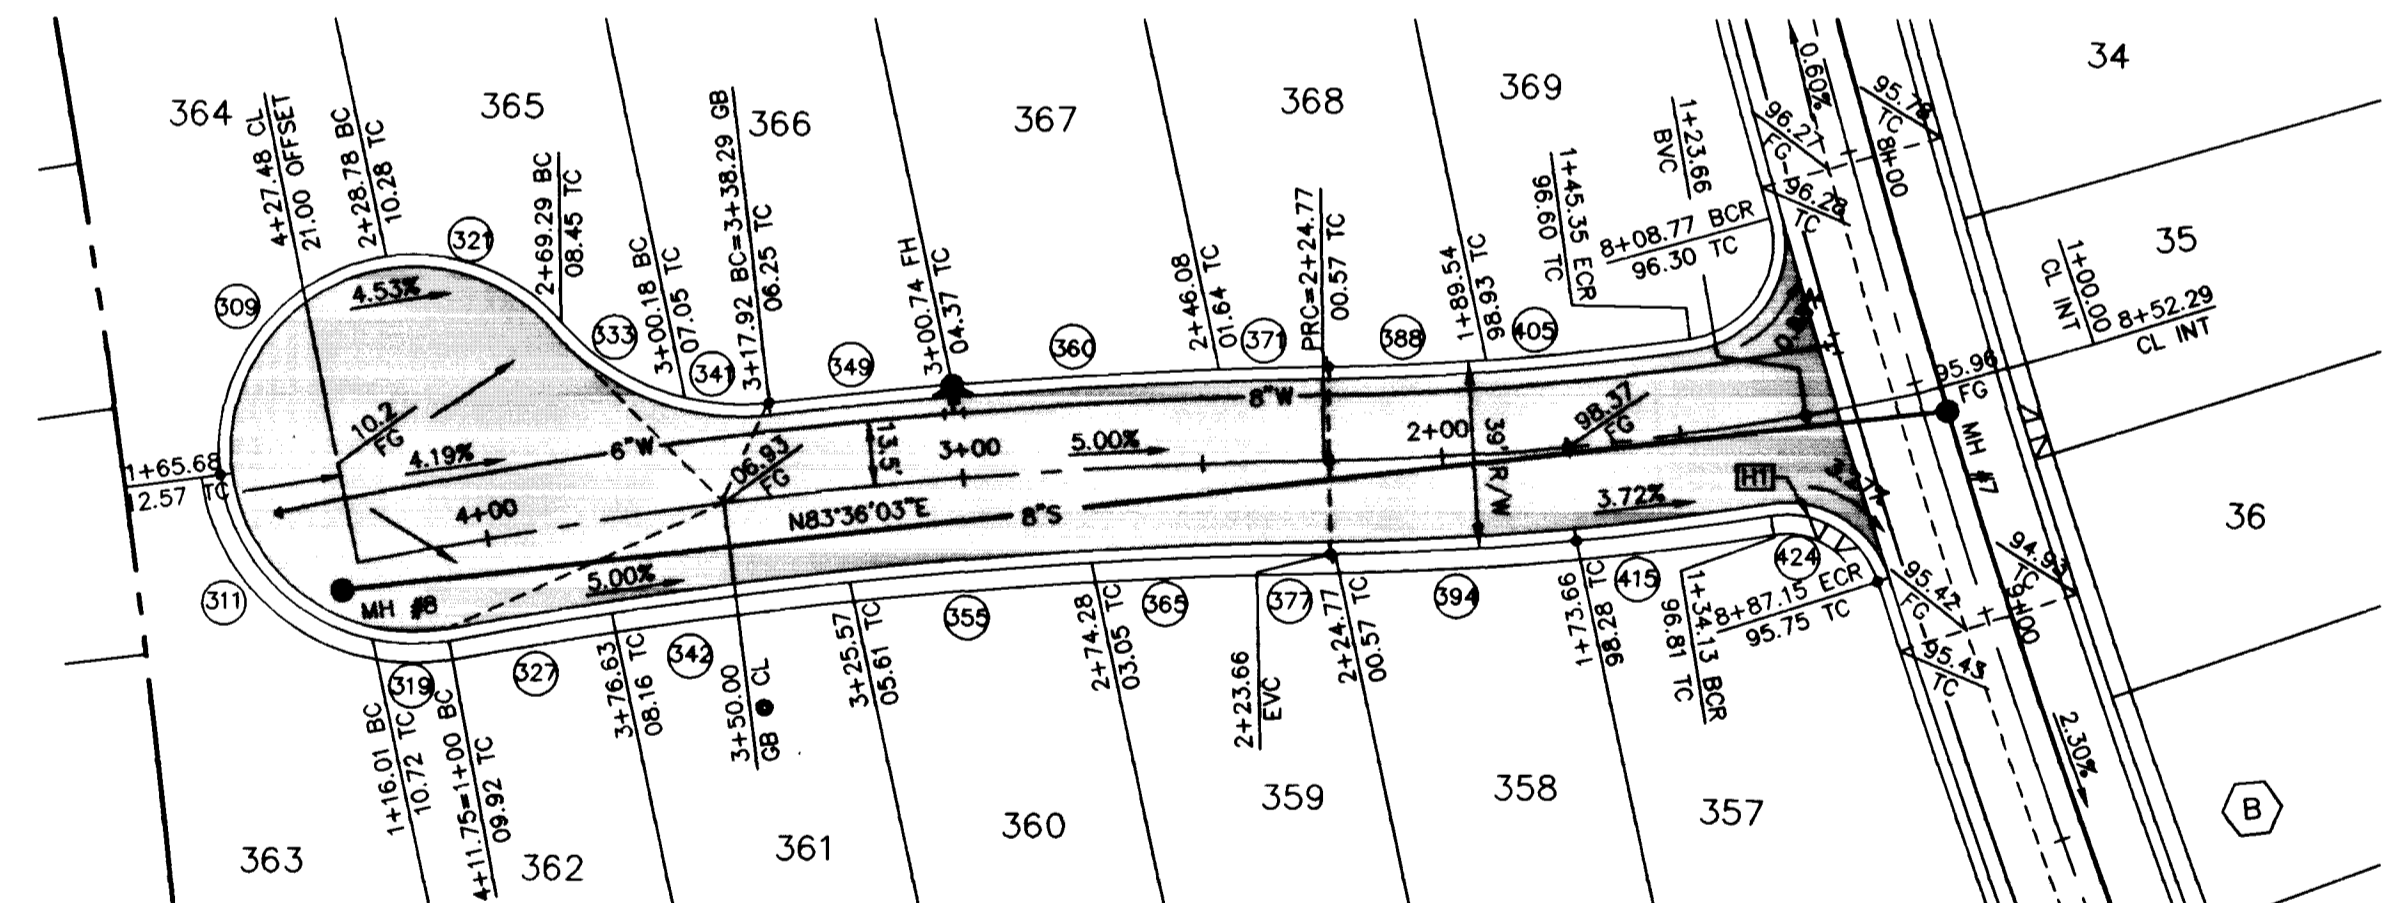 364
365
366
367
368
369
34
35
36
4+27.48 CL
21.00 OFFSET
2+28.78 BC
10.28 TC
2+69.29 BC
08.45 TC
3+00.18 BC
07.05 TC
3+17.92 BC=3+38.29 GB
06.25 TC
3+00.74 FH
04.37 TC
2+46.08
01.64 TC
PRC=2+24.77
00.57 TC
1+89.54
98.93 TC
1+45.35 ECR
96.60 TC
1+23.66
BVC
8+08.77 BCR
96.30 TC
0.60%
96.21
FG
96.28
TC
95.78
TC
8+00
1+00.00
CL INT
8+52.29
CL INT
95.96
FG
MH #7
309
321
333
341
349
360
371
388
405
4.53%
10.2
FG
4.19%
6"W
06.93
FG
13.5'
3+00
5.00%
8"W
2+00
39' R/W
98.37
FG
3.72%
HT
1+65.68
12.57 TC
4+00
N83°36'03"E
8"S
MH #8
5.00%
311
319
327
342
355
365
377
394
415
424
1+16.01 BC
10.72 TC
4+11.75=1+00 BC
09.92 TC
3+76.63
08.16 TC
3+50.00
GB @ CL
3+25.57
05.61 TC
2+74.28
03.05 TC
2+23.66
EVC
2+24.77
00.57 TC
1+73.66
98.28 TC
1+34.13 BCR
96.81 TC
8+87.15 ECR
95.75 TC
95.42
FG
95.43
TC
94.93
TC
9+00
2.30%
B
363
362
361
360
359
358
357